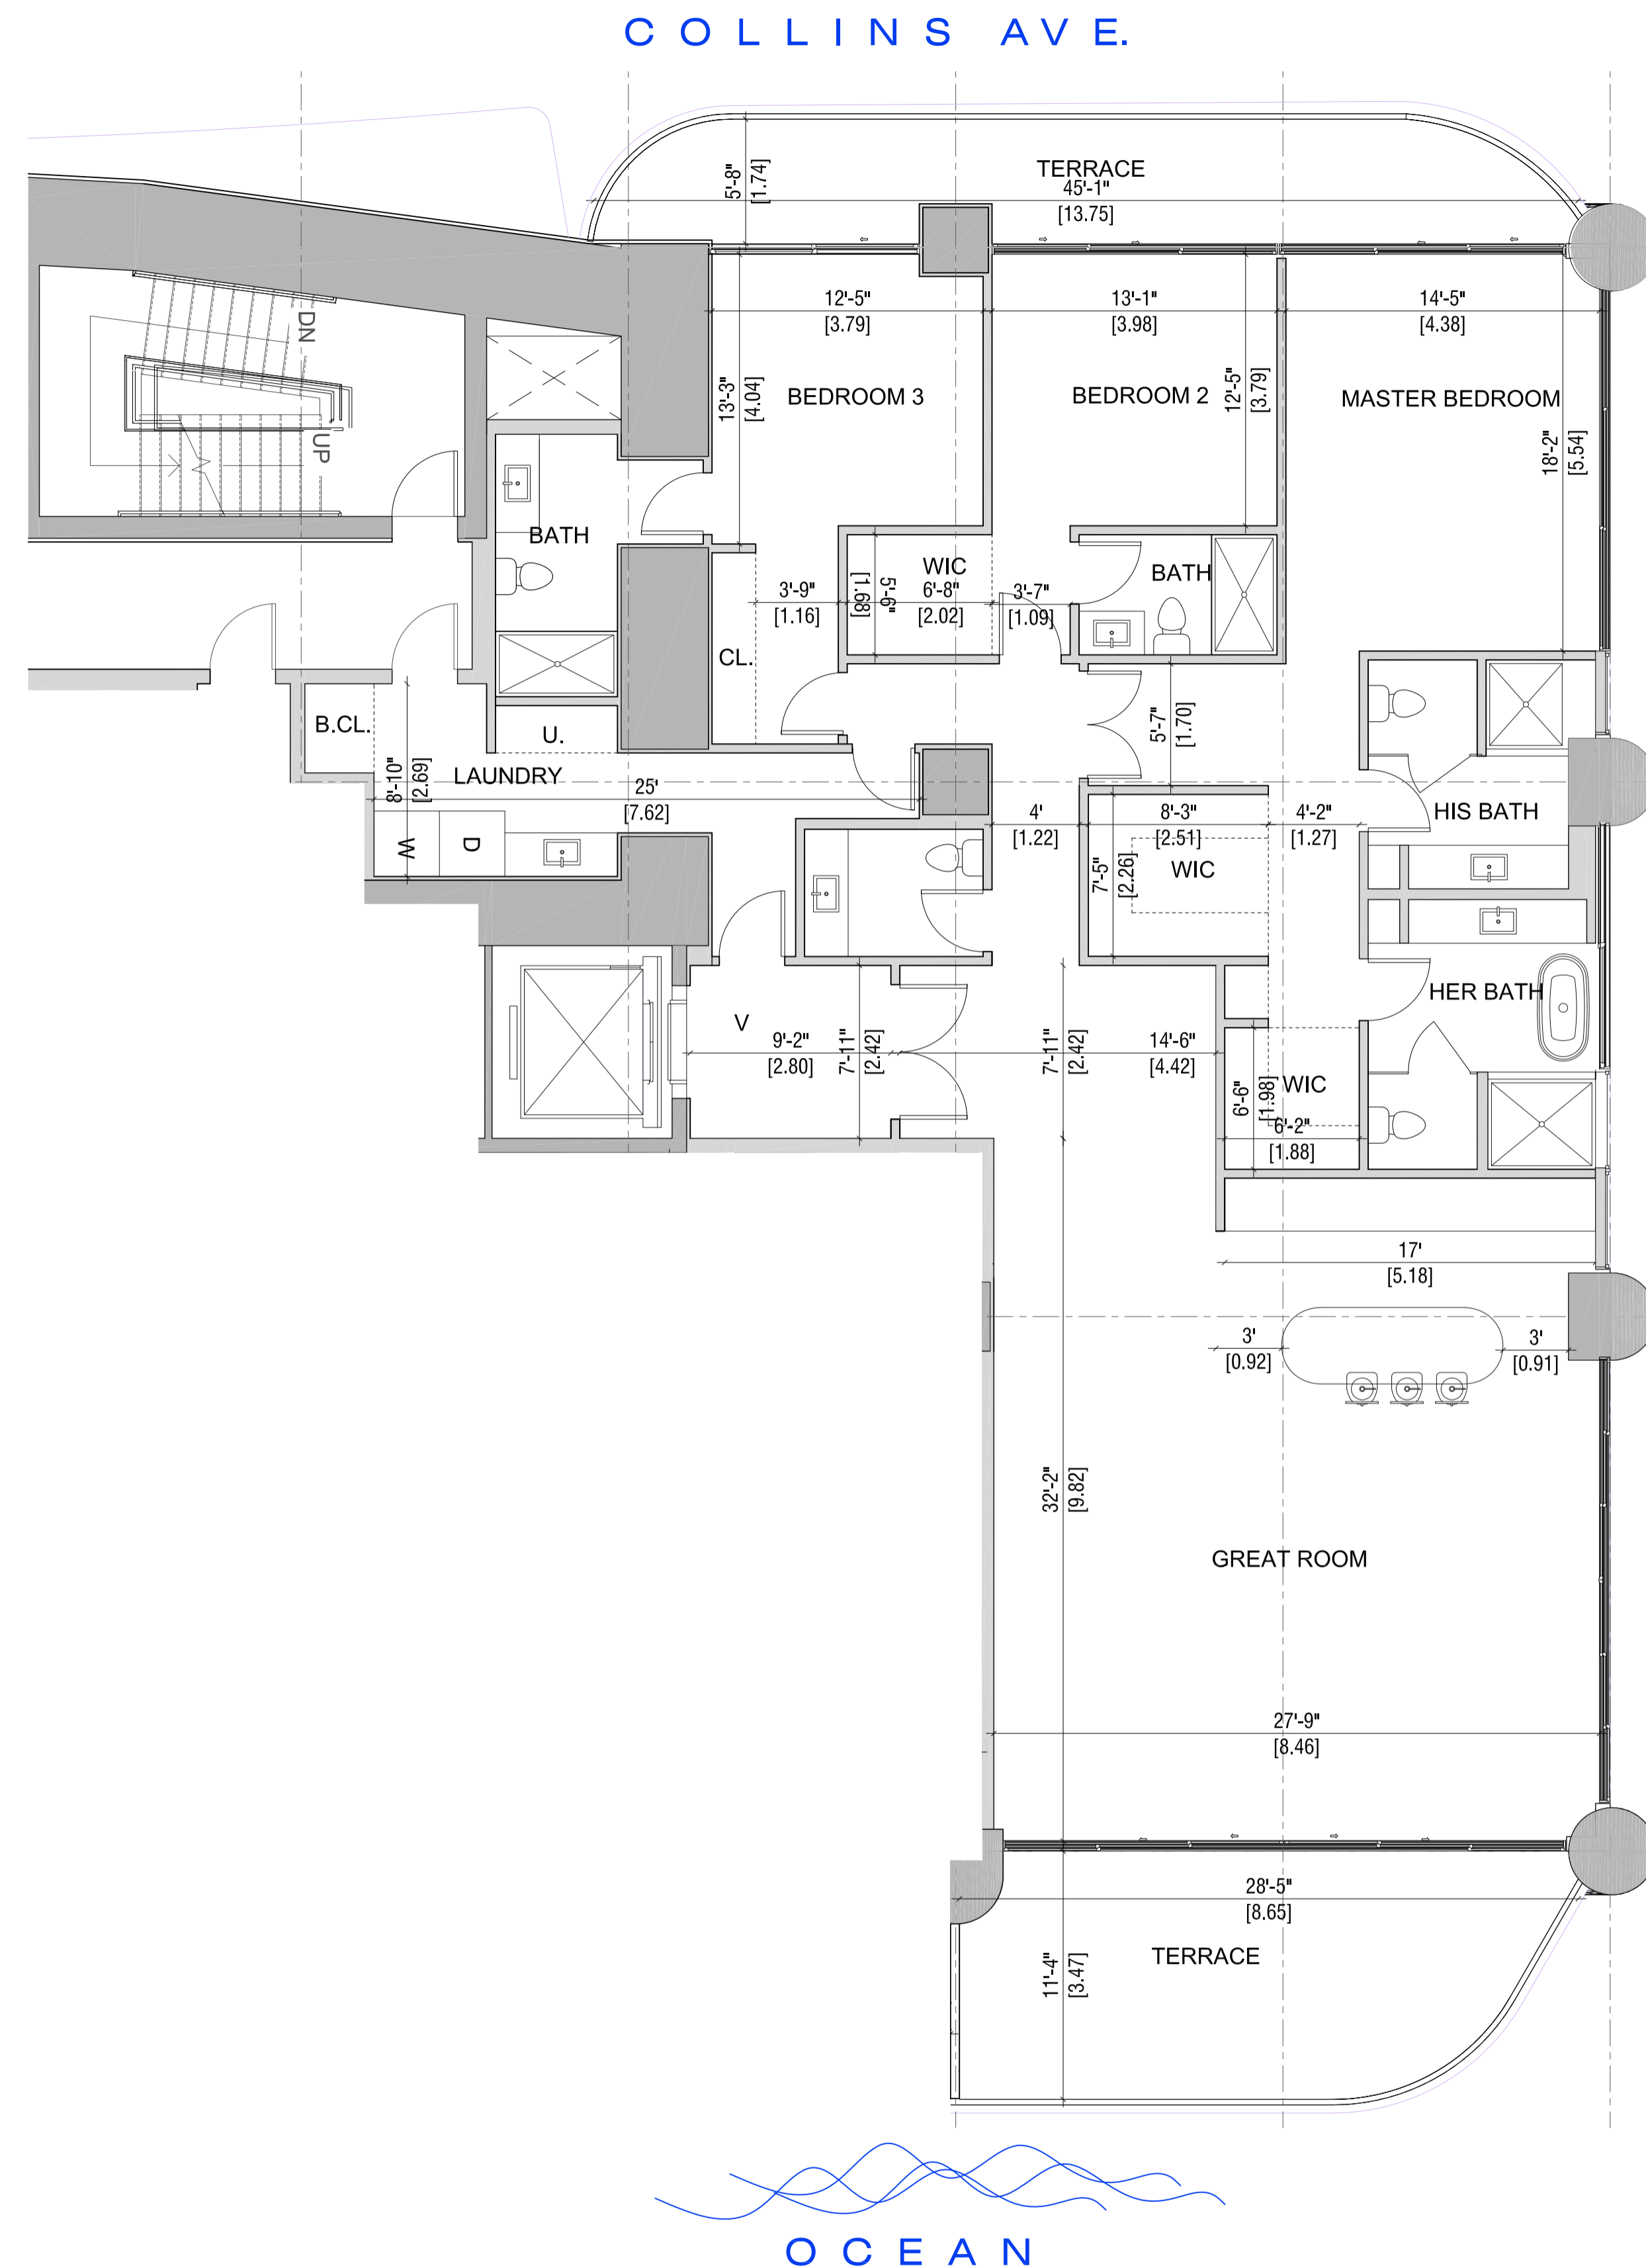 COLLINS AVE.
TERRACE
45'-1"
[13.75]
5'-8"
[1.74]
12'-5"
[3.79]
13'-1"
[3.98]
14'-5"
[4.38]
DN
UP
13'-3"
[4.04]
BEDROOM 3
BEDROOM 2
12'-5"
[3.79]
MASTER BEDROOM
18'-2"
[5.54]
BATH
WIC
6'-8"
[2.02]
5'-6"
[1.68]
3'-9"
[1.16]
3'-7"
[1.09]
BATH
CL.
B.CL.
U.
LAUNDRY
8'-10"
[2.69]
25'
[7.62]
W
D
5'-7"
[1.70]
4'
[1.22]
8'-3"
[2.51]
WIC
7'-5"
[2.26]
4'-2"
[1.27]
HIS BATH
HER BATH
V
9'-2"
[2.80]
7'-11"
[2.42]
7'-11"
[2.42]
14'-6"
[4.42]
WIC
6'-6"
[1.98]
6'-2"
[1.88]
17'
[5.18]
3'
[0.92]
3'
[0.91]
32'-2"
[9.82]
GREAT ROOM
27'-9"
[8.46]
28'-5"
[8.65]
TERRACE
11'-4"
[3.47]
OCEAN